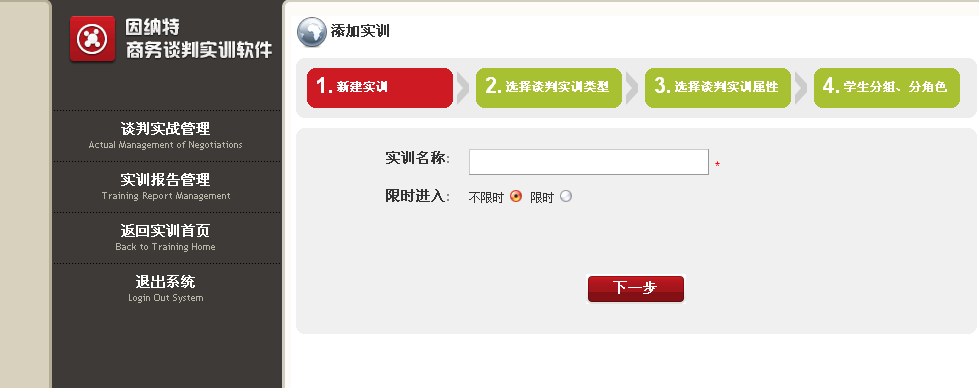 因纳特
商务谈判实训软件
谈判实战管理
Actual Management of Negotiations
实训报告管理
Training Report Management
返回实训首页
Back to Training Home
退出系统
Login Out System
添加实训
1. 新建实训
2. 选择谈判实训类型
3. 选择谈判实训属性
4. 学生分组、分角色
实训名称: *
限时进入: 不限时 限时
下一步